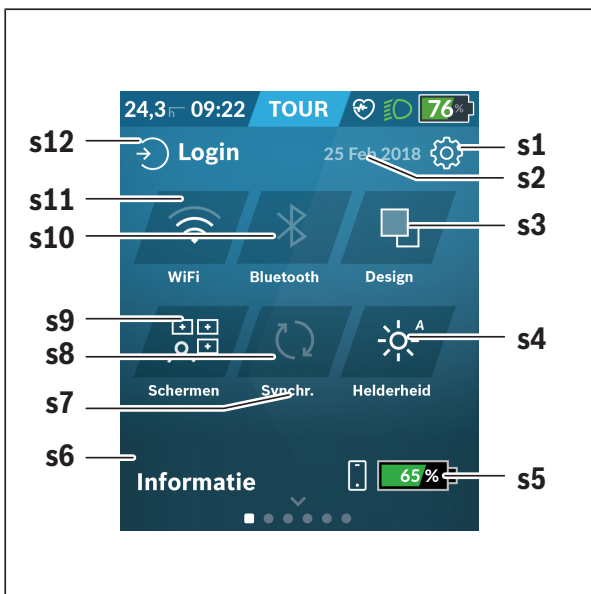 24,3 h 09:22 TOUR 76%
s12 Login 25 Feb 2018 s1
s2
s11
s10 s3
WiFi Bluetooth Design
s9
s8 s4
s7 Schermen Synchr. Helderheid
s6
Informatie 65 % s5